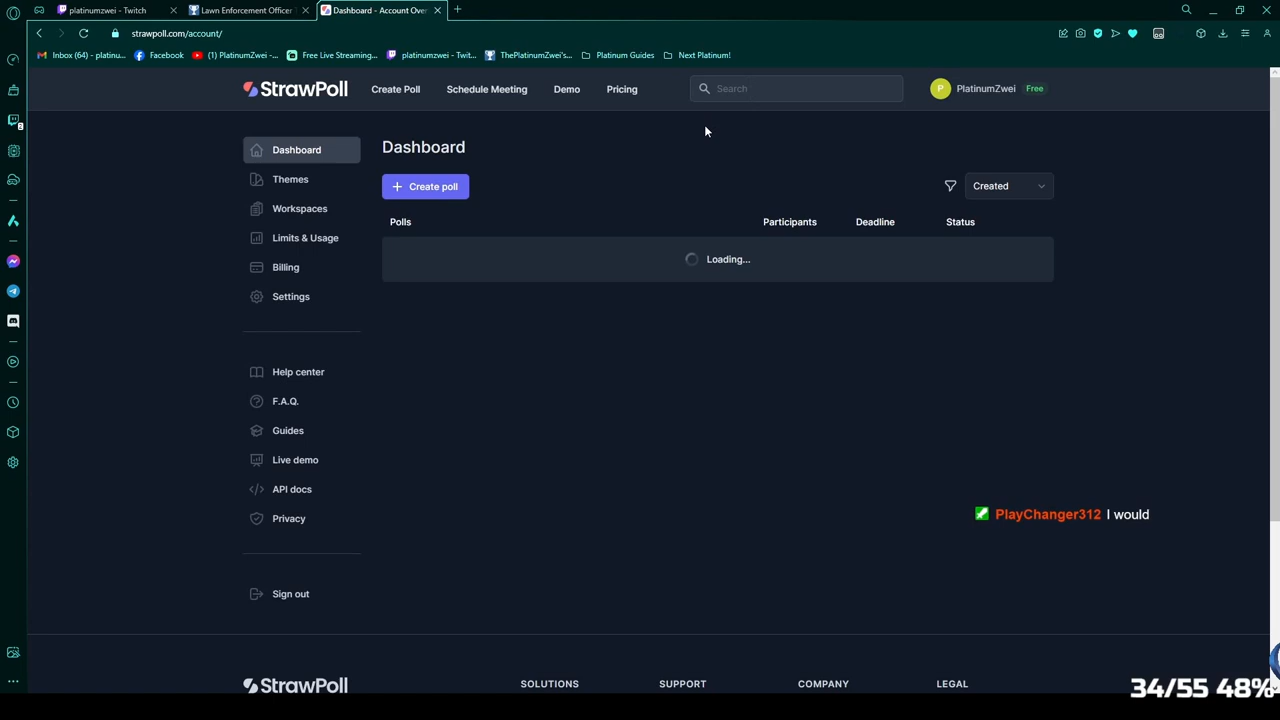 platinumzwei - Twitch
Lawn Enforcement Officer T
Dashboard - Account Over
strawpoll.com/account/
Inbox (64) - platinu...
Facebook
(1) PlatinumZwei -...
Free Live Streaming...
platinumzwei - Twit...
ThePlatinumZwei's...
Platinum Guides
Next Platinum!
StrawPoll
Create Poll
Schedule Meeting
Demo
Pricing
Search
P
PlatinumZwei
Free
Dashboard
Themes
Workspaces
Limits & Usage
Billing
Settings
Help center
F.A.Q.
Guides
Live demo
API docs
Privacy
Sign out
Dashboard
+ Create poll
Created
Polls
Participants
Deadline
Status
Loading...
PlayChanger312 I would
StrawPoll
SOLUTIONS
SUPPORT
COMPANY
LEGAL
34/55 48%